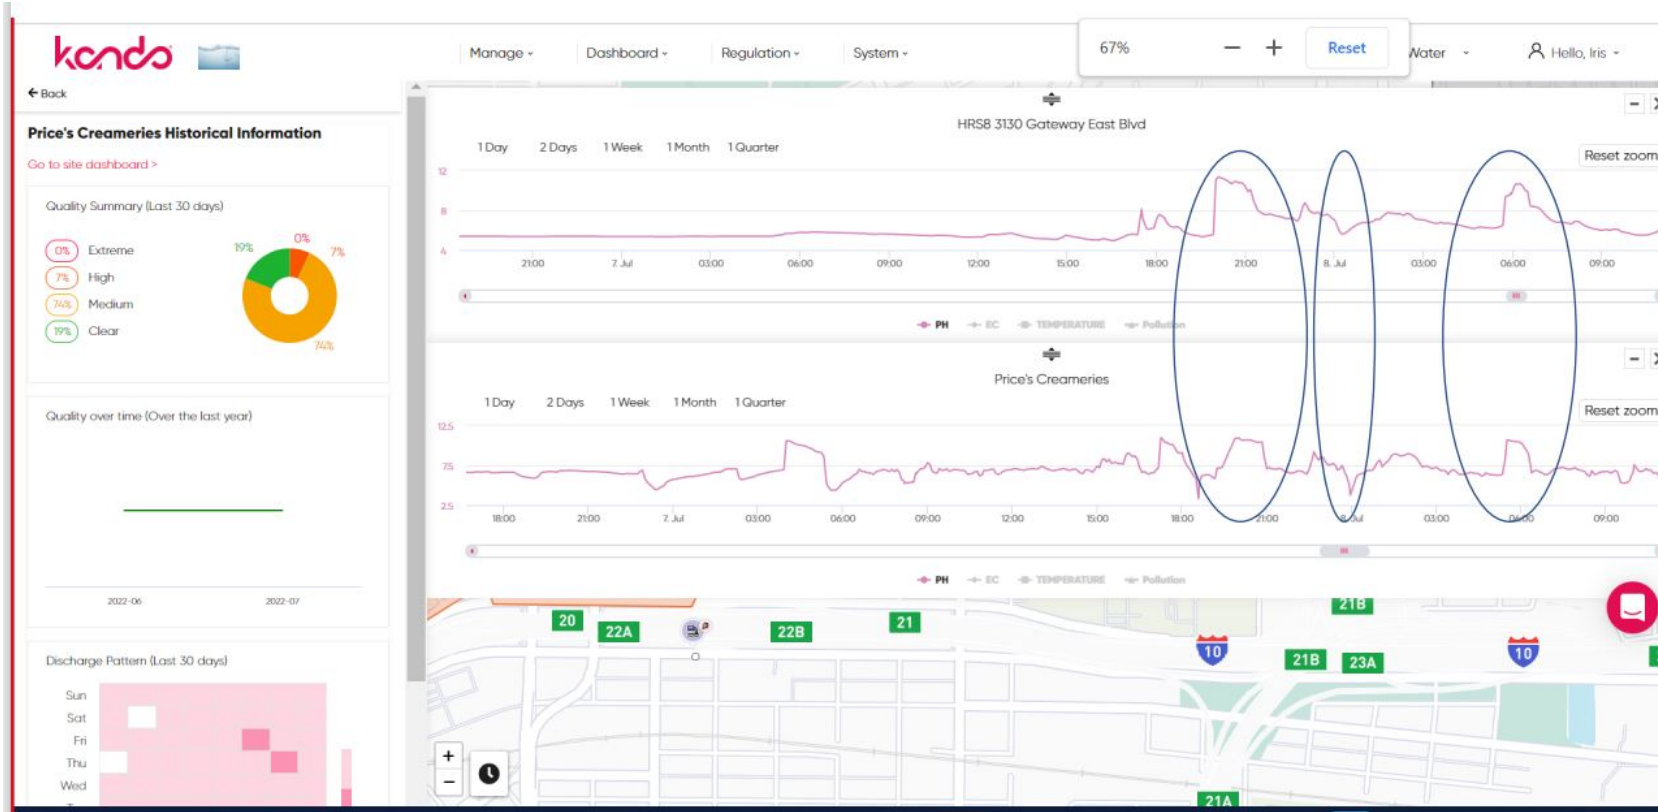 kando
Manage
Dashboard
Regulation
System
67%
Reset
Water
Hello, Iris
Back
Price's Creameries Historical Information
Go to site dashboard >
Quality Summary (Last 30 days)
0% Extreme
7% High
74% Medium
19% Clear
19%
0%
7%
74%
Quality over time (Over the last year)
2022-06 2022-07
Discharge Pattern (Last 30 days)
Sun
Sat
Fri
Thu
Wed
HRS8 3130 Gateway East Blvd
1 Day 2 Days 1 Week 1 Month 1 Quarter
Reset zoom
12
8
4
21:00 7. Jul 03:00 06:00 09:00 12:00 15:00 18:00 21:00 8. Jul 03:00 06:00 09:00
PH EC TEMPERATURE Pollution
Price's Creameries
1 Day 2 Days 1 Week 1 Month 1 Quarter
Reset zoom
12.5
7.5
2.5
18:00 21:00 7. Jul 03:00 06:00 09:00 12:00 15:00 18:00 21:00 8. Jul 03:00 06:00 09:00
PH EC TEMPERATURE Pollution
20
22A
22B
21
21B
10
21B
23A
10
21A
+
−